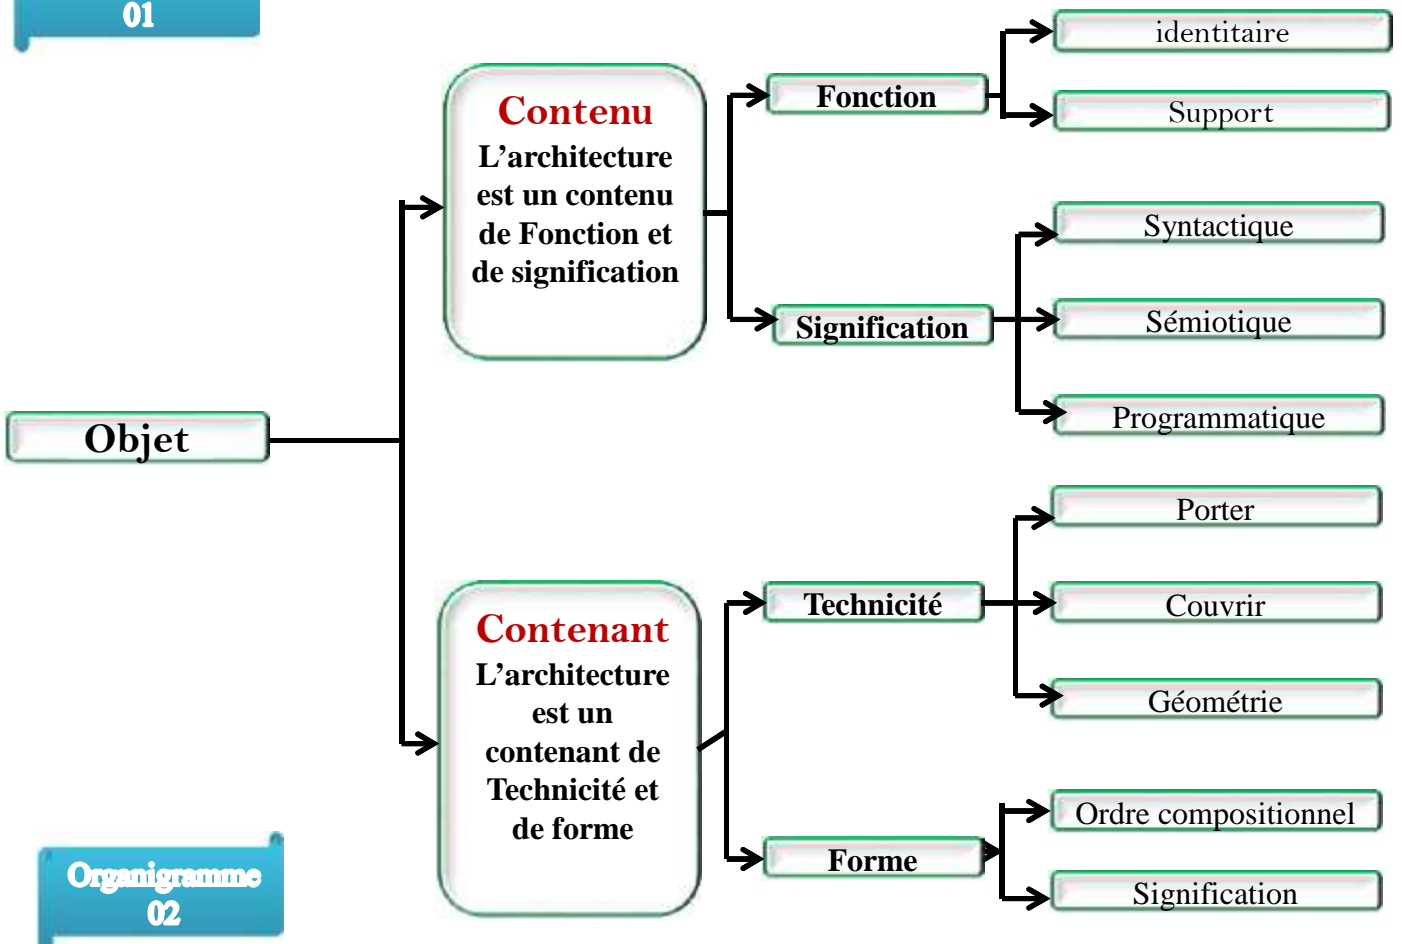 01
identitaire
Fonction
Support
Contenu
L’architecture
est un contenu
de Fonction et
de signification
Syntactique
Signification
Sémiotique
Programmatique
Objet
Porter
Technicité
Couvrir
Géométrie
Contenant
L’architecture
est un
contenant de
Technicité et
de forme
Ordre compositionnel
Forme
Signification
Organigramme
02